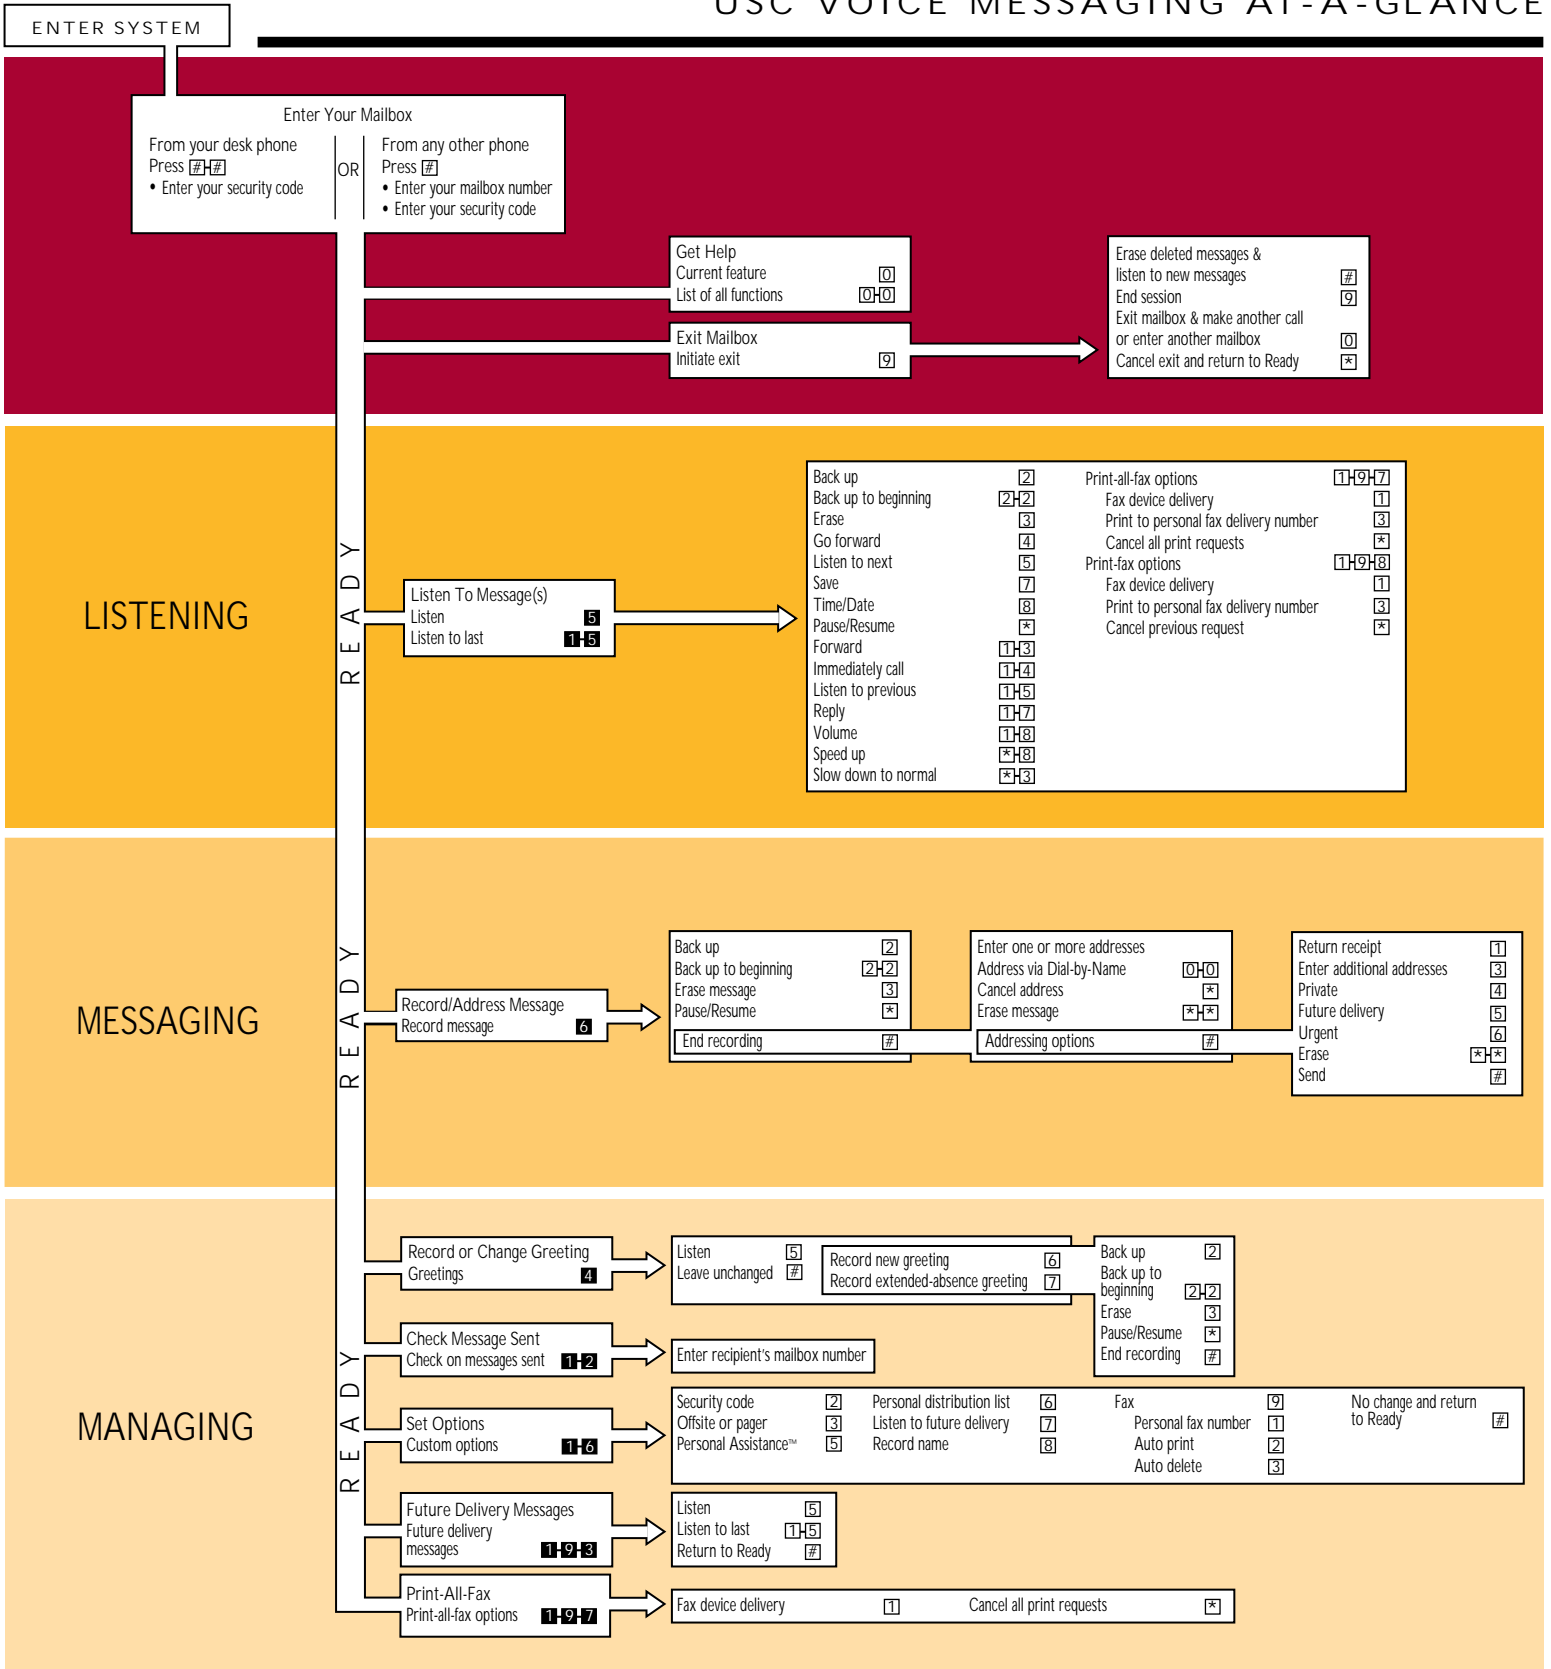 USC VOICE MESSAGING AT-A-GLANCE
ENTER SYSTEM
Enter Your Mailbox
From your desk phone
Press #-#
• Enter your security code
OR
From any other phone
Press #
• Enter your mailbox number
• Enter your security code
Get Help
Current feature 0
List of all functions 0-0
Exit Mailbox
Initiate exit 9
Erase deleted messages &
listen to new messages #
End session 9
Exit mailbox & make another call
or enter another mailbox 0
Cancel exit and return to Ready *
LISTENING
READY
Listen To Message(s)
Listen 5
Listen to last 1-5
Back up 2
Back up to beginning 2-2
Erase 3
Go forward 4
Listen to next 5
Save 7
Time/Date 8
Pause/Resume *
Forward 1-3
Immediately call 1-4
Listen to previous 1-5
Reply 1-7
Volume 1-8
Speed up *-8
Slow down to normal *-3
Print-all-fax options 1-9-7
Fax device delivery 1
Print to personal fax delivery number 3
Cancel all print requests *
Print-fax options 1-9-8
Fax device delivery 1
Print to personal fax delivery number 3
Cancel previous request *
MESSAGING
READY
Record/Address Message
Record message 6
Back up 2
Back up to beginning 2-2
Erase message 3
Pause/Resume *
End recording #
Enter one or more addresses
Address via Dial-by-Name 0-0
Cancel address *
Erase message *-*
Addressing options #
Return receipt 1
Enter additional addresses 3
Private 4
Future delivery 5
Urgent 6
Erase *-*
Send #
MANAGING
READY
Record or Change Greeting
Greetings 4
Listen 5
Leave unchanged #
Record new greeting 6
Record extended-absence greeting 7
Back up 2
Back up to
beginning 2-2
Erase 3
Pause/Resume *
End recording #
Check Message Sent
Check on messages sent 1-2
Enter recipient's mailbox number
Set Options
Custom options 1-6
Security code 2
Offsite or pager 3
Personal Assistance™ 5
Personal distribution list 6
Listen to future delivery 7
Record name 8
Fax 9
Personal fax number 1
Auto print 2
Auto delete 3
No change and return
to Ready #
Future Delivery Messages
Future delivery
messages 1-9-3
Listen 5
Listen to last 1-5
Return to Ready #
Print-All-Fax
Print-all-fax options 1-9-7
Fax device delivery 1
Cancel all print requests *